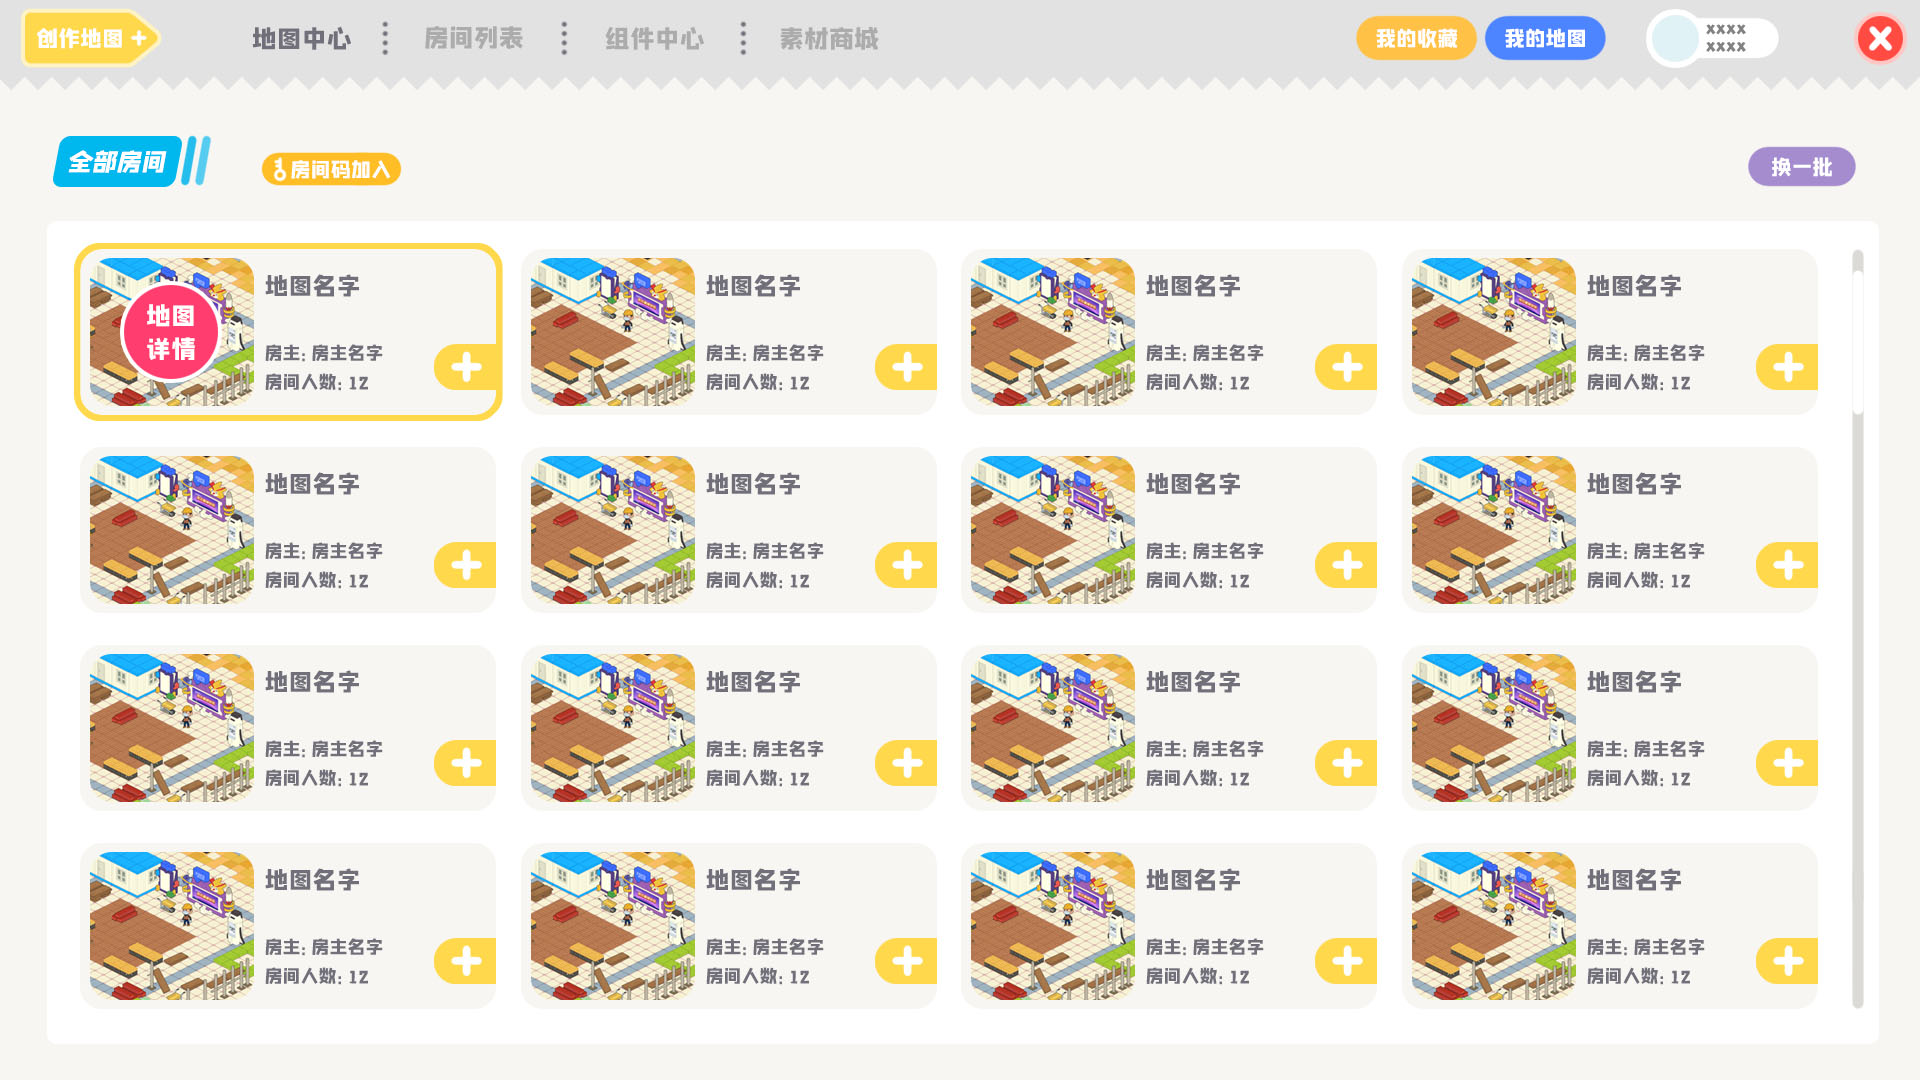 创作地图
地图中心
房间列表
组件中心
素材商城
我的收藏
我的地图
XXXX
XXXX
全部房间
房间码加入
换一批
地图
详情
地图名字
房主: 房主名字
房间人数: 12
地图名字
房主: 房主名字
房间人数: 12
地图名字
房主: 房主名字
房间人数: 12
地图名字
房主: 房主名字
房间人数: 12
地图名字
房主: 房主名字
房间人数: 12
地图名字
房主: 房主名字
房间人数: 12
地图名字
房主: 房主名字
房间人数: 12
地图名字
房主: 房主名字
房间人数: 12
地图名字
房主: 房主名字
房间人数: 12
地图名字
房主: 房主名字
房间人数: 12
地图名字
房主: 房主名字
房间人数: 12
地图名字
房主: 房主名字
房间人数: 12
地图名字
房主: 房主名字
房间人数: 12
地图名字
房主: 房主名字
房间人数: 12
地图名字
房主: 房主名字
房间人数: 12
地图名字
房主: 房主名字
房间人数: 12